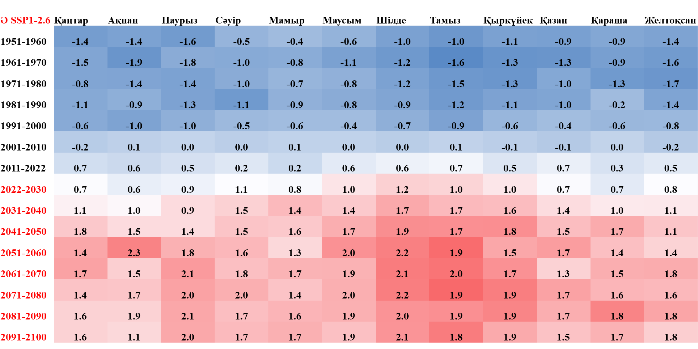 Ə SSP1-2.6 Қаңтар Ақпан Наурыз Сәуір Мамыр Маусым Шілде Тамыз Қыркүйек Қазан Қараша Желтоқсан
1951-1960 -1.4 -1.4 -1.6 -0.5 -0.4 -0.6 -1.0 -1.0 -1.1 -0.9 -0.9 -1.4
1961-1970 -1.5 -1.9 -1.8 -1.0 -0.8 -1.1 -1.2 -1.6 -1.3 -1.3 -0.9 -1.6
1971-1980 -0.8 -1.4 -1.4 -1.0 -0.7 -0.8 -1.2 -1.5 -1.3 -1.0 -1.3 -1.7
1981-1990 -1.1 -0.9 -1.3 -1.1 -0.9 -0.8 -0.9 -1.2 -1.1 -1.0 -0.2 -1.4
1991-2000 -0.6 -1.0 -1.0 -0.5 -0.6 -0.4 -0.7 -0.9 -0.6 -0.4 -0.6 -0.8
2001-2010 -0.2 0.1 0.0 0.0 0.1 0.0 0.0 0.1 -0.1 -0.1 0.0 -0.2
2011-2022 0.7 0.6 0.5 0.2 0.2 0.6 0.6 0.7 0.5 0.7 0.3 0.5
2022-2030 0.7 0.6 0.9 1.1 0.8 1.0 1.2 1.0 1.0 0.7 0.7 0.8
2031-2040 1.1 1.0 0.9 1.5 1.4 1.4 1.7 1.7 1.6 1.4 1.0 1.1
2041-2050 1.8 1.5 1.4 1.5 1.6 1.7 1.9 1.7 1.8 1.5 1.7 1.1
2051-2060 1.4 2.3 1.8 1.6 1.3 2.0 2.2 1.9 1.5 1.7 1.4 1.4
2061-2070 1.7 1.5 2.1 1.8 1.7 1.9 2.1 2.0 1.7 1.3 1.5 1.8
2071-2080 1.4 1.7 2.0 2.0 1.4 2.0 2.2 1.9 1.9 1.7 1.6 1.6
2081-2090 1.6 1.9 2.1 1.7 1.6 1.9 2.0 1.9 1.9 1.7 1.8 1.8
2091-2100 1.6 1.1 2.0 1.7 1.7 1.9 2.1 1.8 1.9 1.5 1.7 1.8